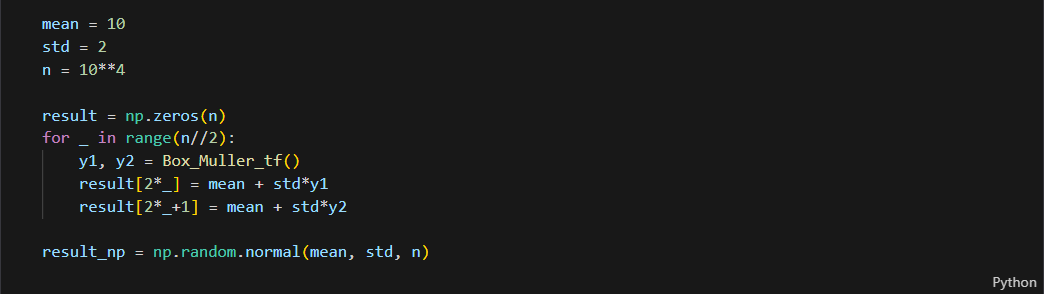 mean = 10
std = 2
n = 10**4
result = np.zeros(n)
for _ in range(n//2):
    y1, y2 = Box_Muller_tf()
    result[2*_] = mean + std*y1
    result[2*_+1] = mean + std*y2
result_np = np.random.normal(mean, std, n)
Python